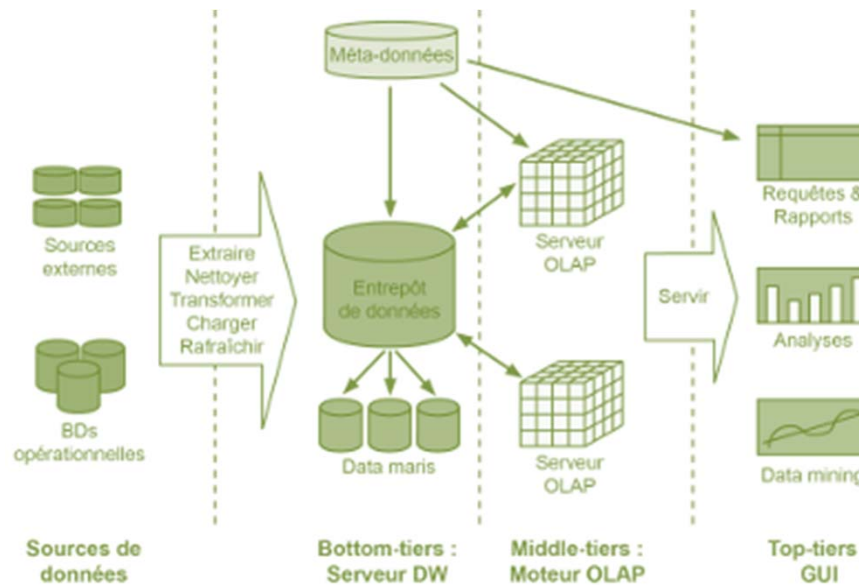 Méta-données
Sources
externes
BDs
opérationnelles
Extraire
Nettoyer
Transformer
Charger
Rafraîchir
Entrepôt
de données
Data maris
Serveur
OLAP
Serveur
OLAP
Servir
Requêtes &
Rapports
Analyses
Data mining
Sources de
données
Bottom-tiers :
Serveur DW
Middle-tiers :
Moteur OLAP
Top-tiers
GUI